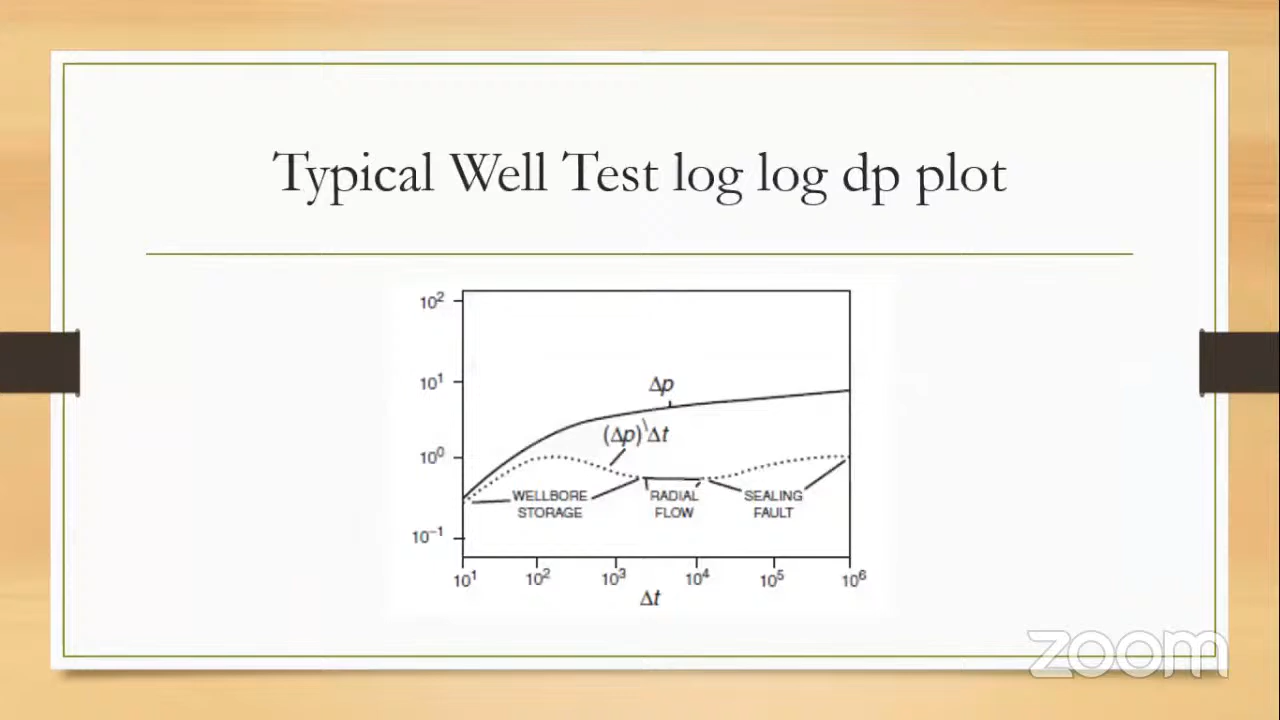 Typical Well Test log log dp plot
10²
10¹
10⁰
10⁻¹
Δp
(Δp)\Δt
WELLBORE
STORAGE
RADIAL
FLOW
SEALING
FAULT
10¹ 10² 10³ 10⁴ 10⁵ 10⁶
Δt
zoom